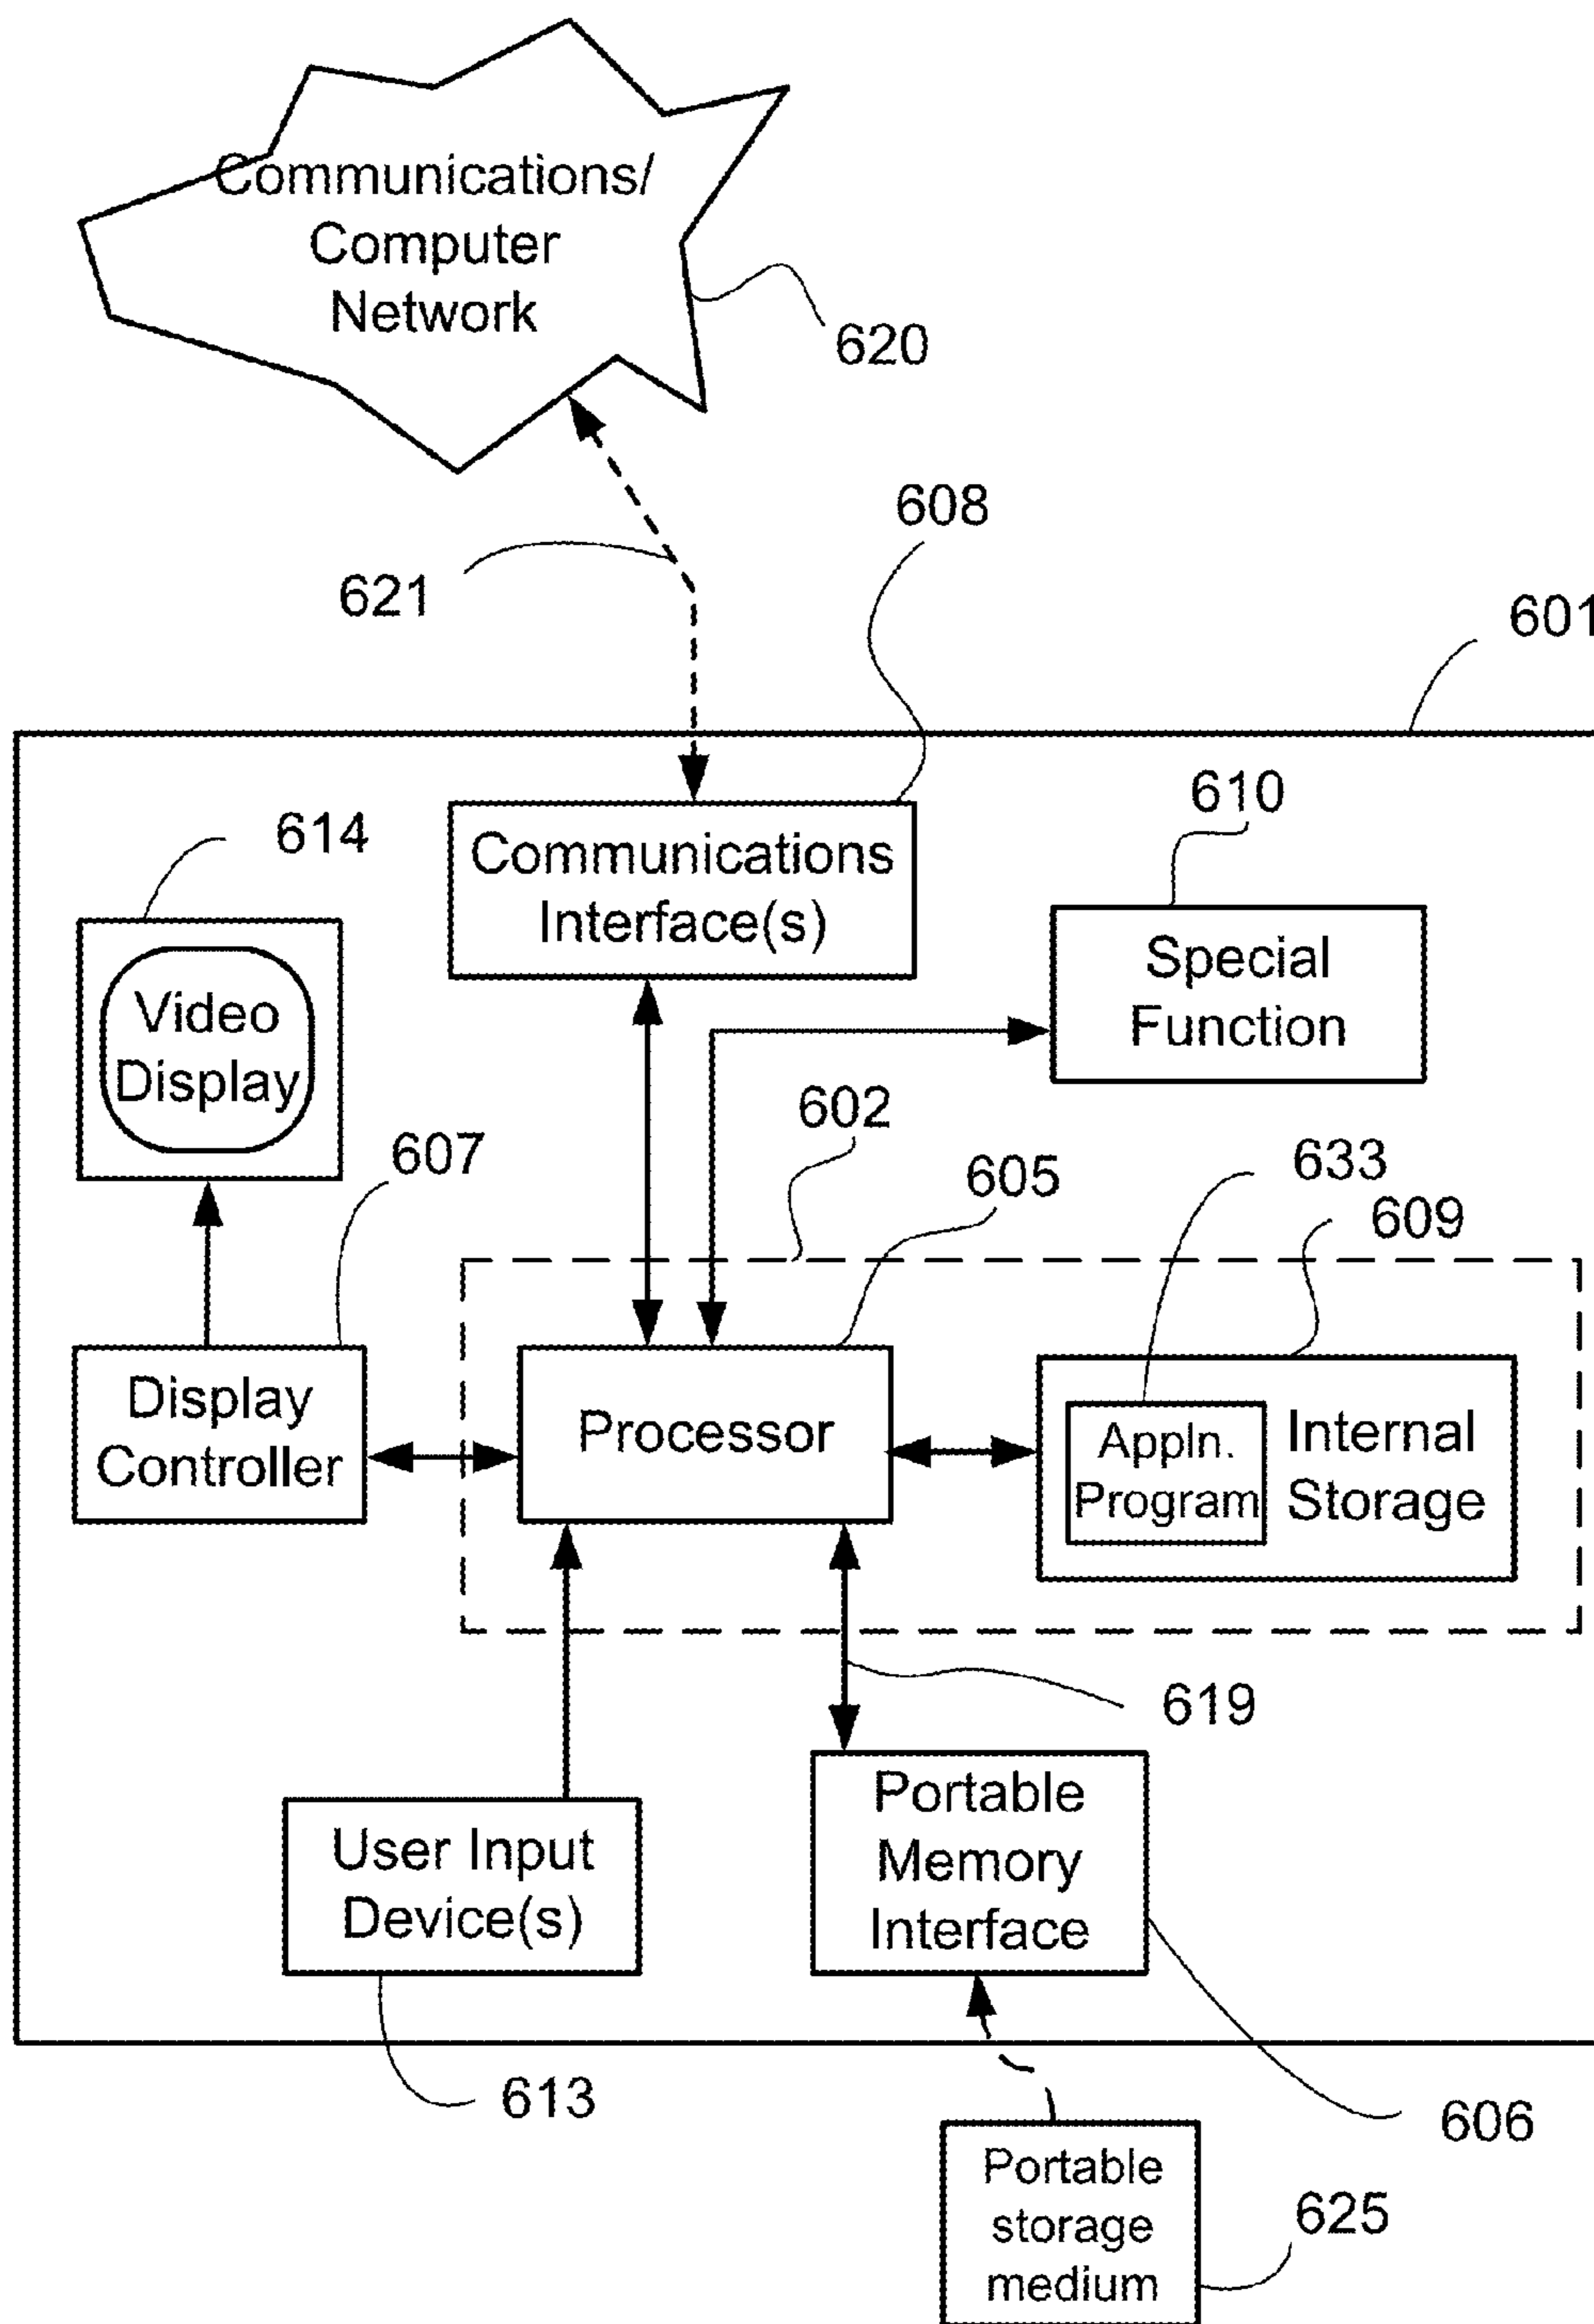 Communications/
Computer
Network
620
608
621
601
610
614
Communications
Interface(s)
Special
Function
Video
Display
602
607
605
633
609
Display
Controller
Processor
Appln.
Program
Internal
Storage
619
Portable
Memory
Interface
User Input
Device(s)
613
606
Portable
storage
medium
625